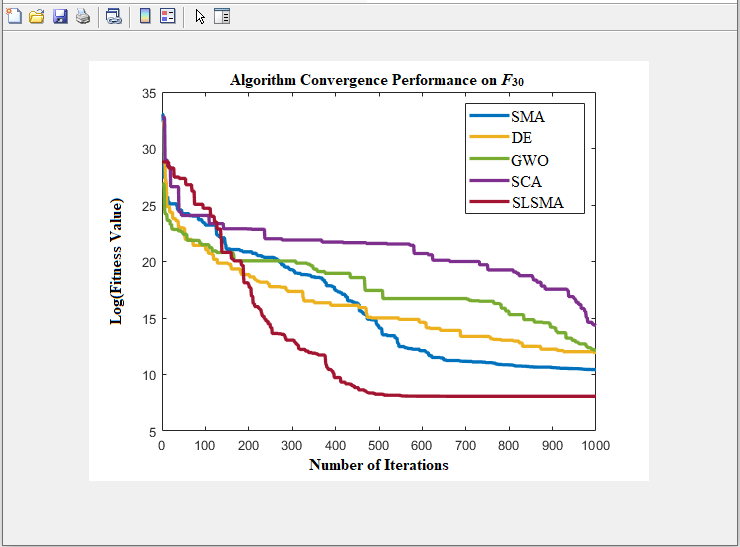 Algorithm Convergence Performance on F30
35
30
25
20
15
10
5
Log(Fitness Value)
SMA
DE
GWO
SCA
SLSMA
0 100 200 300 400 500 600 700 800 900 1000
Number of Iterations